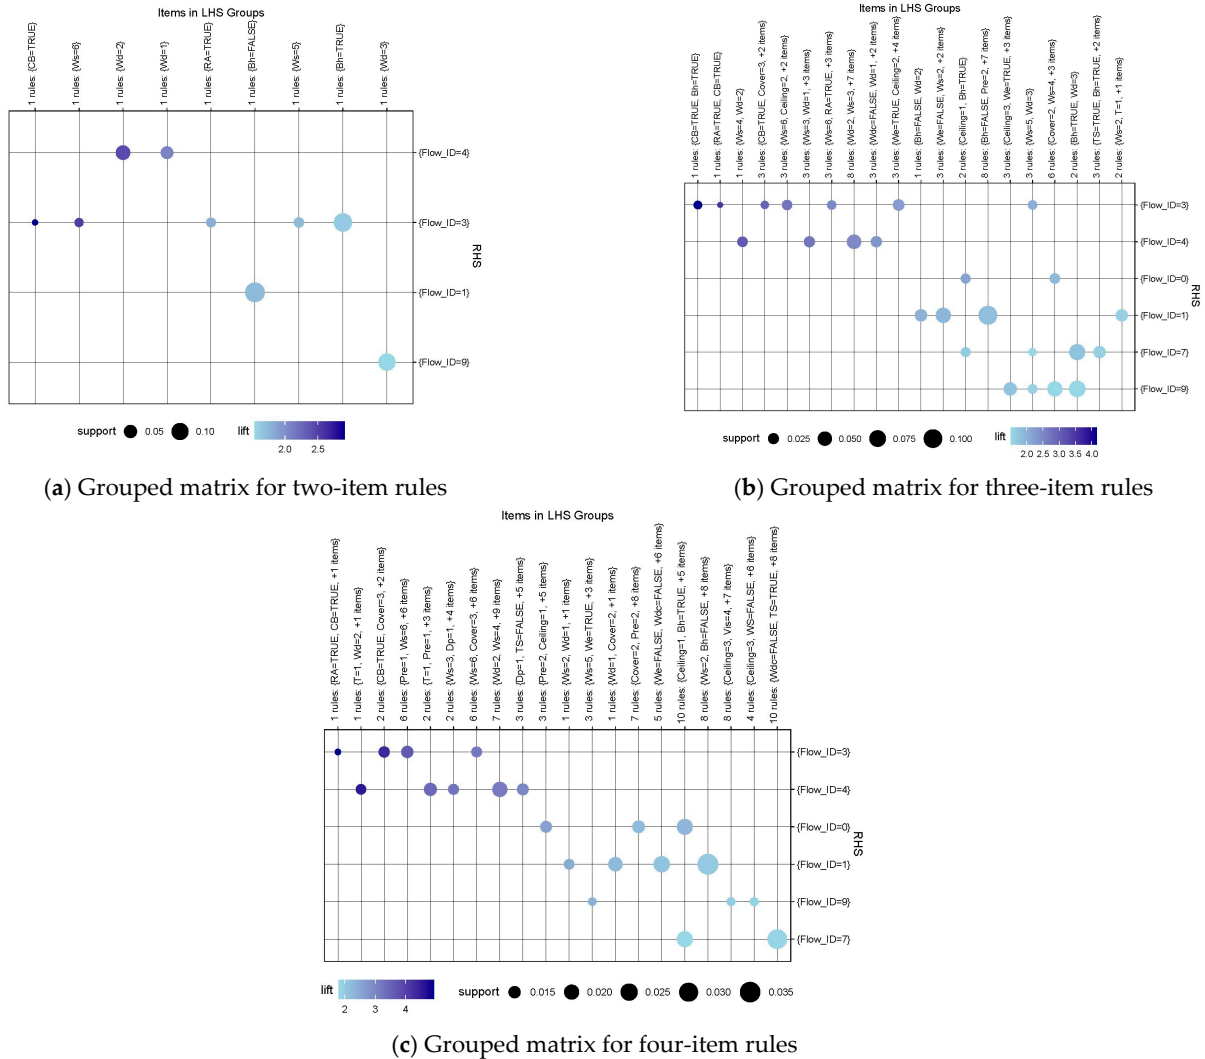 Items in LHS Groups
1 rules: {CB=TRUE}
1 rules: {Ws=6}
1 rules: {Wd=2}
1 rules: {Wd=1}
1 rules: {RA=TRUE}
1 rules: {Bh=FALSE}
1 rules: {Ws=5}
1 rules: {Bh=TRUE}
1 rules: {Wd=3}
{Flow_ID=4}
{Flow_ID=3}
{Flow_ID=1}
{Flow_ID=9}
RHS
support 0.05 0.10 lift 2.0 2.5
(a) Grouped matrix for two-item rules
Items in LHS Groups
1 rules: {CB=TRUE, Bh=TRUE}
1 rules: {RA=TRUE, CB=TRUE}
1 rules: {Ws=4, Wd=2}
3 rules: {CB=TRUE, Cover=3, +2 items}
3 rules: {Ws=6, Ceiling=2, +2 items}
3 rules: {Ws=3, Wd=1, +3 items}
3 rules: {Ws=6, RA=TRUE, +3 items}
8 rules: {Wd=2, Ws=3, +7 items}
3 rules: {Wdc=FALSE, Wd=1, +2 items}
3 rules: {We=TRUE, Ceiling=2, +4 items}
1 rules: {Bh=FALSE, Wd=2}
3 rules: {We=FALSE, Ws=2, +2 items}
2 rules: {Ceiling=1, Bh=TRUE}
8 rules: {Bh=FALSE, Pre=2, +7 items}
3 rules: {Ceiling=3, We=TRUE, +3 items}
3 rules: {Ws=5, Wd=3}
6 rules: {Cover=2, Ws=4, +3 items}
2 rules: {Bh=TRUE, Wd=3}
3 rules: {TS=TRUE, Bh=TRUE, +2 items}
2 rules: {Ws=2, T=1, +1 items}
{Flow_ID=3}
{Flow_ID=4}
{Flow_ID=0}
{Flow_ID=1}
{Flow_ID=7}
{Flow_ID=9}
RHS
support 0.025 0.050 0.075 0.100 lift 2.0 2.5 3.0 3.5 4.0
(b) Grouped matrix for three-item rules
Items in LHS Groups
1 rules: {RA=TRUE, CB=TRUE, +1 items}
1 rules: {T=1, Wd=2, +1 items}
2 rules: {CB=TRUE, Cover=3, +2 items}
6 rules: {Pre=1, Ws=6, +6 items}
2 rules: {T=1, Pre=1, +3 items}
2 rules: {Ws=3, Dp=1, +4 items}
6 rules: {Ws=6, Cover=3, +6 items}
7 rules: {Wd=2, Ws=4, +9 items}
3 rules: {Dp=1, TS=FALSE, +5 items}
3 rules: {Pre=2, Ceiling=1, +5 items}
1 rules: {Ws=2, Wd=1, +1 items}
3 rules: {Ws=5, We=TRUE, +3 items}
1 rules: {Wd=1, Cover=2, +1 items}
7 rules: {Cover=2, Pre=2, +8 items}
5 rules: {We=FALSE, Wdc=FALSE, +6 items}
10 rules: {Ceiling=1, Bh=TRUE, +5 items}
8 rules: {Ws=2, Bh=FALSE, +8 items}
8 rules: {Ceiling=3, Vis=4, +7 items}
4 rules: {Ceiling=3, WS=FALSE, +6 items}
10 rules: {Wdc=FALSE, TS=TRUE, +8 items}
{Flow_ID=3}
{Flow_ID=4}
{Flow_ID=0}
{Flow_ID=1}
{Flow_ID=9}
{Flow_ID=7}
RHS
lift 2 3 4 support 0.015 0.020 0.025 0.030 0.035
(c) Grouped matrix for four-item rules